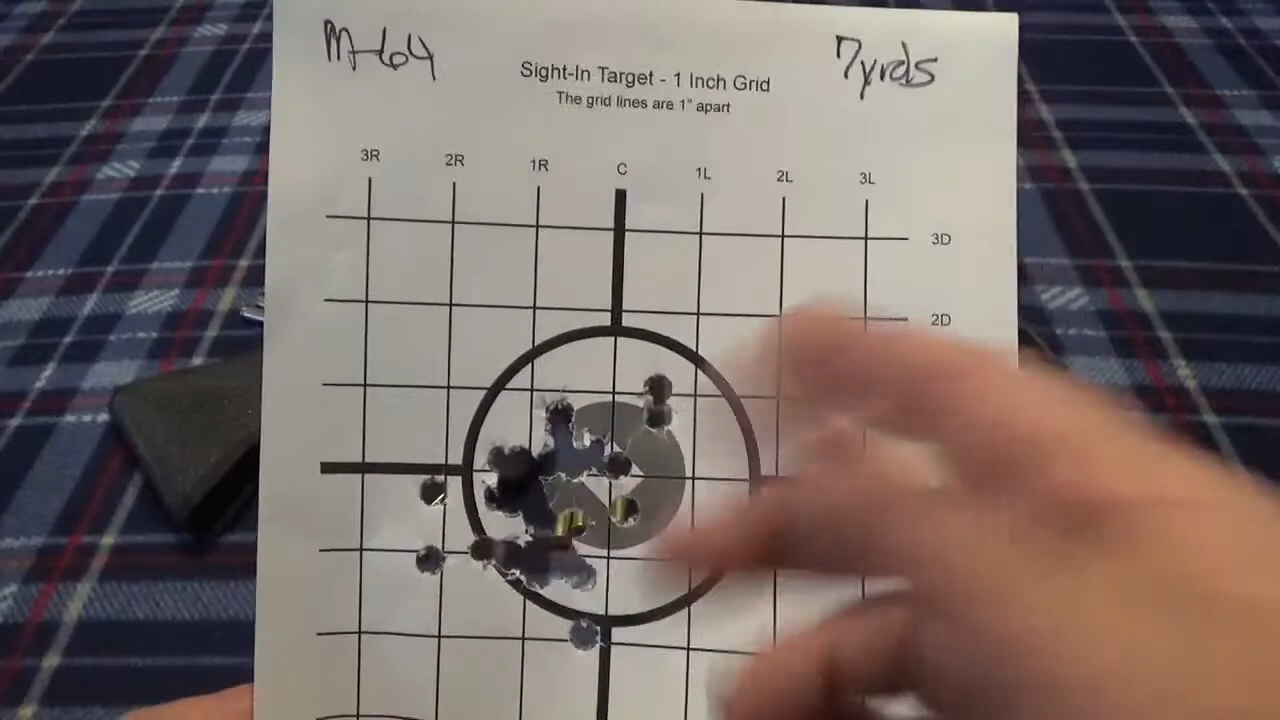 M-64
7yrds
Sight-In Target - 1 Inch Grid
The grid lines are 1" apart
3R 2R 1R C 1L 2L 3L
3D
2D